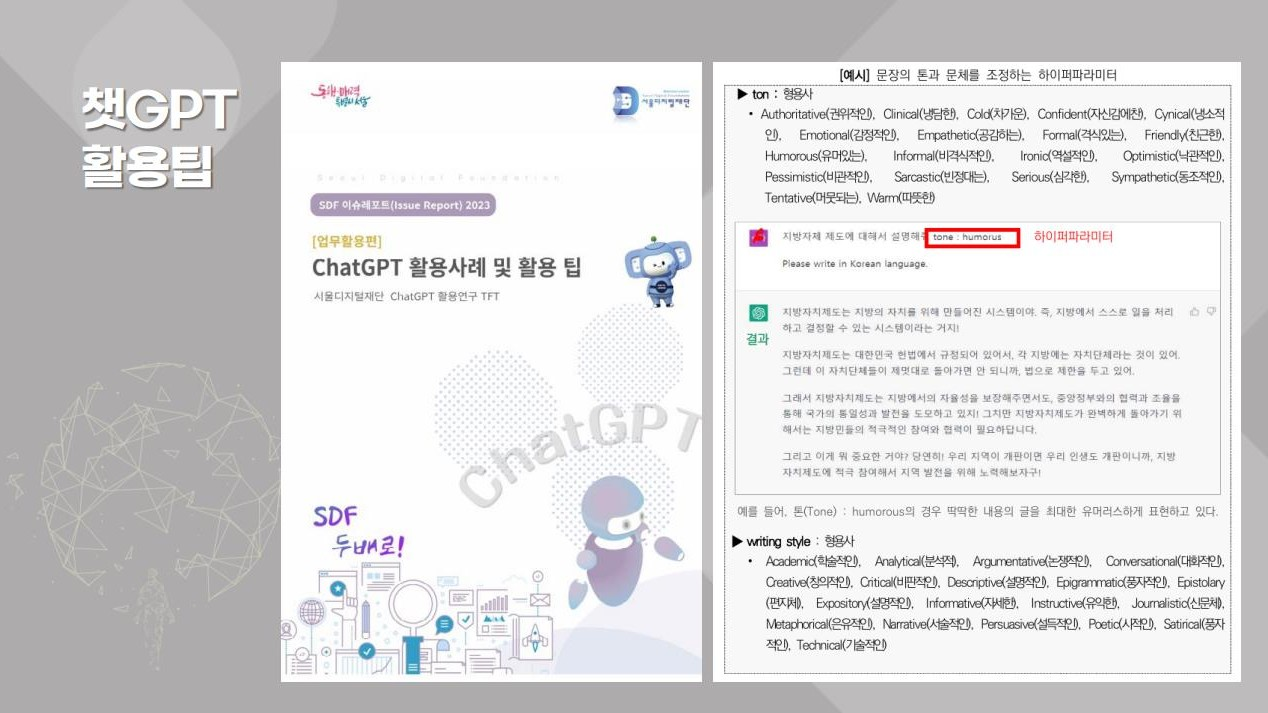 챗GPT
활용팁
동행·매력
특별시 서울
서울디지털재단
Seoul Digital Foundation
SDF 이슈레포트(Issue Report) 2023
[업무활용편]
ChatGPT 활용사례 및 활용 팁
서울디지털재단 ChatGPT 활용연구 TFT
ChatGPT
SDF
두배로!
[예시] 문장의 톤과 문체를 조정하는 하이퍼파라미터
▶ ton : 형용사
• Authoritative(권위적인), Clinical(냉담한), Cold(차가운), Confident(자신감에찬), Cynical(냉소적
인), Emotional(감정적인), Empathetic(공감하는), Formal(격식있는), Friendly(친근한),
Humorous(유머있는), Informal(비격식적인), Ironic(역설적인), Optimistic(낙관적인),
Pessimistic(비관적인), Sarcastic(빈정대는), Serious(심각한), Sympathetic(동조적인),
Tentative(머뭇되는), Warm(따뜻한)
지방자체 제도에 대해서 설명해주 tone : humorus 하이퍼파라미터
Please write in Korean language.
지방자치제도는 지방의 자치를 위해 만들어진 시스템이야. 즉, 지방에서 스스로 일을 처리
하고 결정할 수 있는 시스템이라는 거지!
결과
지방자치제도는 대한민국 헌법에서 규정되어 있어서, 각 지방에는 자치단체라는 것이 있어.
그런데 이 자치단체들이 제멋대로 돌아가면 안 되니까, 법으로 제한을 두고 있어.
그래서 지방자치제도는 지방에서의 자율성을 보장해주면서도, 중앙정부와의 협력과 조율을
통해 국가의 통일성과 발전을 도모하고 있지! 그치만 지방자치제도가 완벽하게 돌아가기 위
해서는 지방민들의 적극적인 참여와 협력이 필요하답니다.
그리고 이게 뭐 중요한 거야? 당연히! 우리 지역이 개판이면 우리 인생도 개판이니까, 지방
자치제도에 적극 참여해서 지역 발전을 위해 노력해보자구!
예를 들어, 톤(Tone) : humorous의 경우 딱딱한 내용의 글을 최대한 유머러스하게 표현하고 있다.
▶ writing style : 형용사
• Academic(학술적인), Analytical(분석적), Argumentative(논쟁적인), Conversational(대화적인),
Creative(창의적인), Critical(비판적인), Descriptive(설명적인), Epigrammatic(풍자적인), Epistolary
(편지체), Expository(설명적인), Informative(자세한), Instructive(유익한), Journalistic(신문체),
Metaphorical(은유적인), Narrative(서술적인), Persuasive(설득적인), Poetic(시적인), Satirical(풍자
적인), Technical(기술적인)